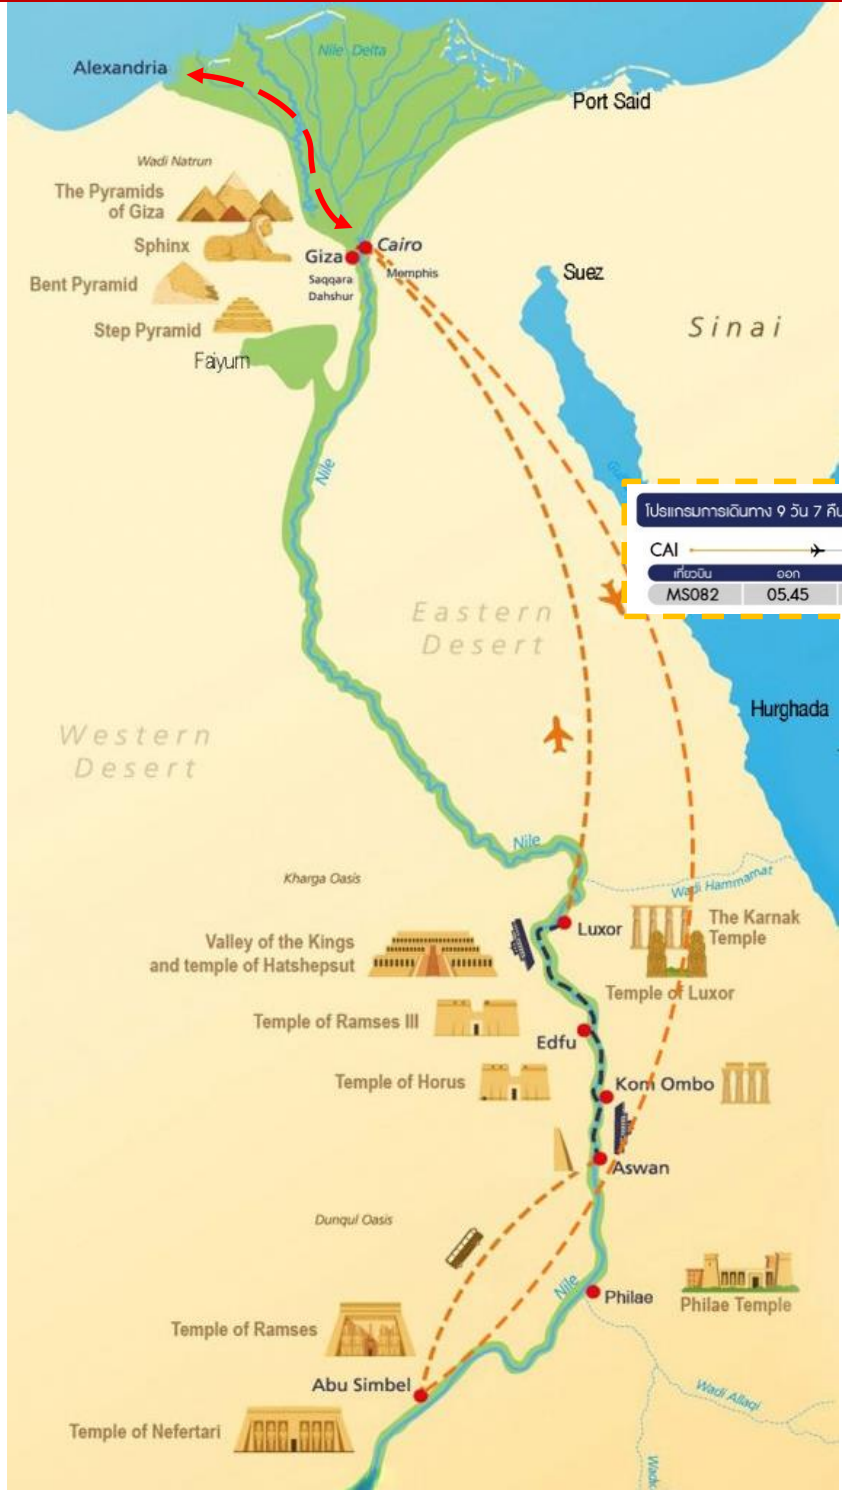 Nile Delta
Alexandria
Port Said
Wadi Natrun
The Pyramids
of Giza
Sphinx
Giza
Cairo
Saqqara
Dahshur
Memphis
Bent Pyramid
Step Pyramid
Faiyum
Suez
Sinai
Nile
โปรแกรมการเดินทาง 9 วัน 7 คืน
CAI
เที่ยวบิน ออก
MS082 05.45
Eastern
Desert
Hurghada
Western
Desert
Nile
Kharga Oasis
Wadi Hammamat
Luxor
The Karnak
Temple
Valley of the Kings
and temple of Hatshepsut
Temple of Luxor
Temple of Ramses III
Edfu
Temple of Horus
Kom Ombo
Aswan
Dunqul Oasis
Nile
Philae
Philae Temple
Temple of Ramses
Abu Simbel
Wadi Allaqi
Temple of Nefertari